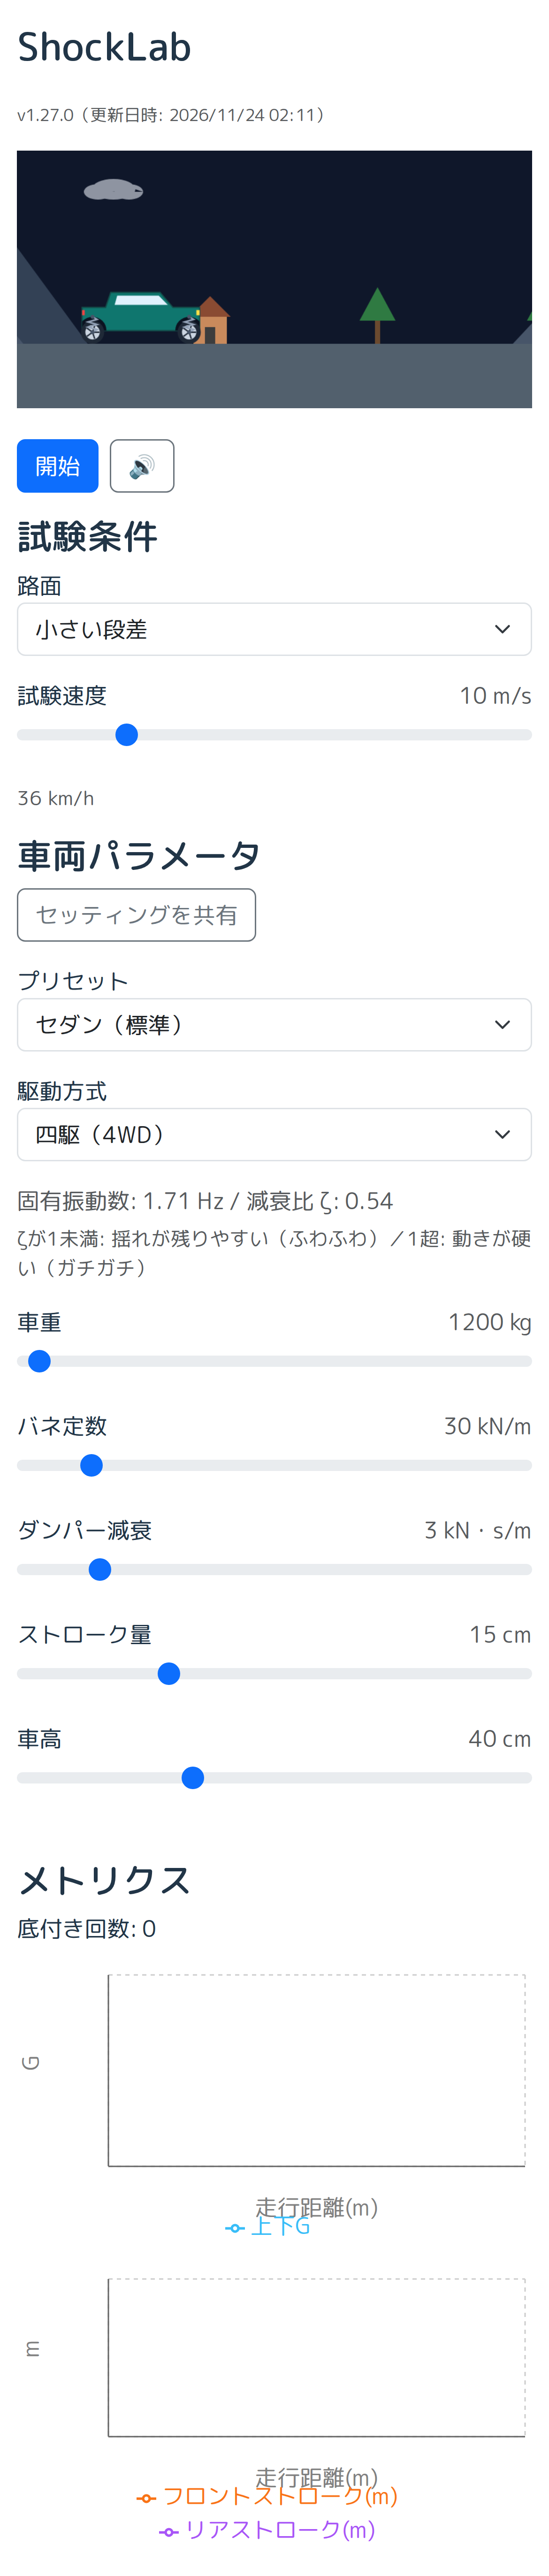 ShockLab
v1.27.0（更新日時: 2026/11/24 02:11）
開始
試験条件
路面
小さい段差
試験速度 10 m/s
36 km/h
車両パラメータ
セッティングを共有
プリセット
セダン（標準）
駆動方式
四駆（4WD）
固有振動数: 1.71 Hz / 減衰比 ζ: 0.54
ζが1未満: 揺れが残りやすい（ふわふわ）／1超: 動きが硬
い（ガチガチ）
車重 1200 kg
バネ定数 30 kN/m
ダンパー減衰 3 kN・s/m
ストローク量 15 cm
車高 40 cm
メトリクス
底付き回数: 0
G
走行距離(m)
上下G
m
走行距離(m)
フロントストローク(m)
リアストローク(m)